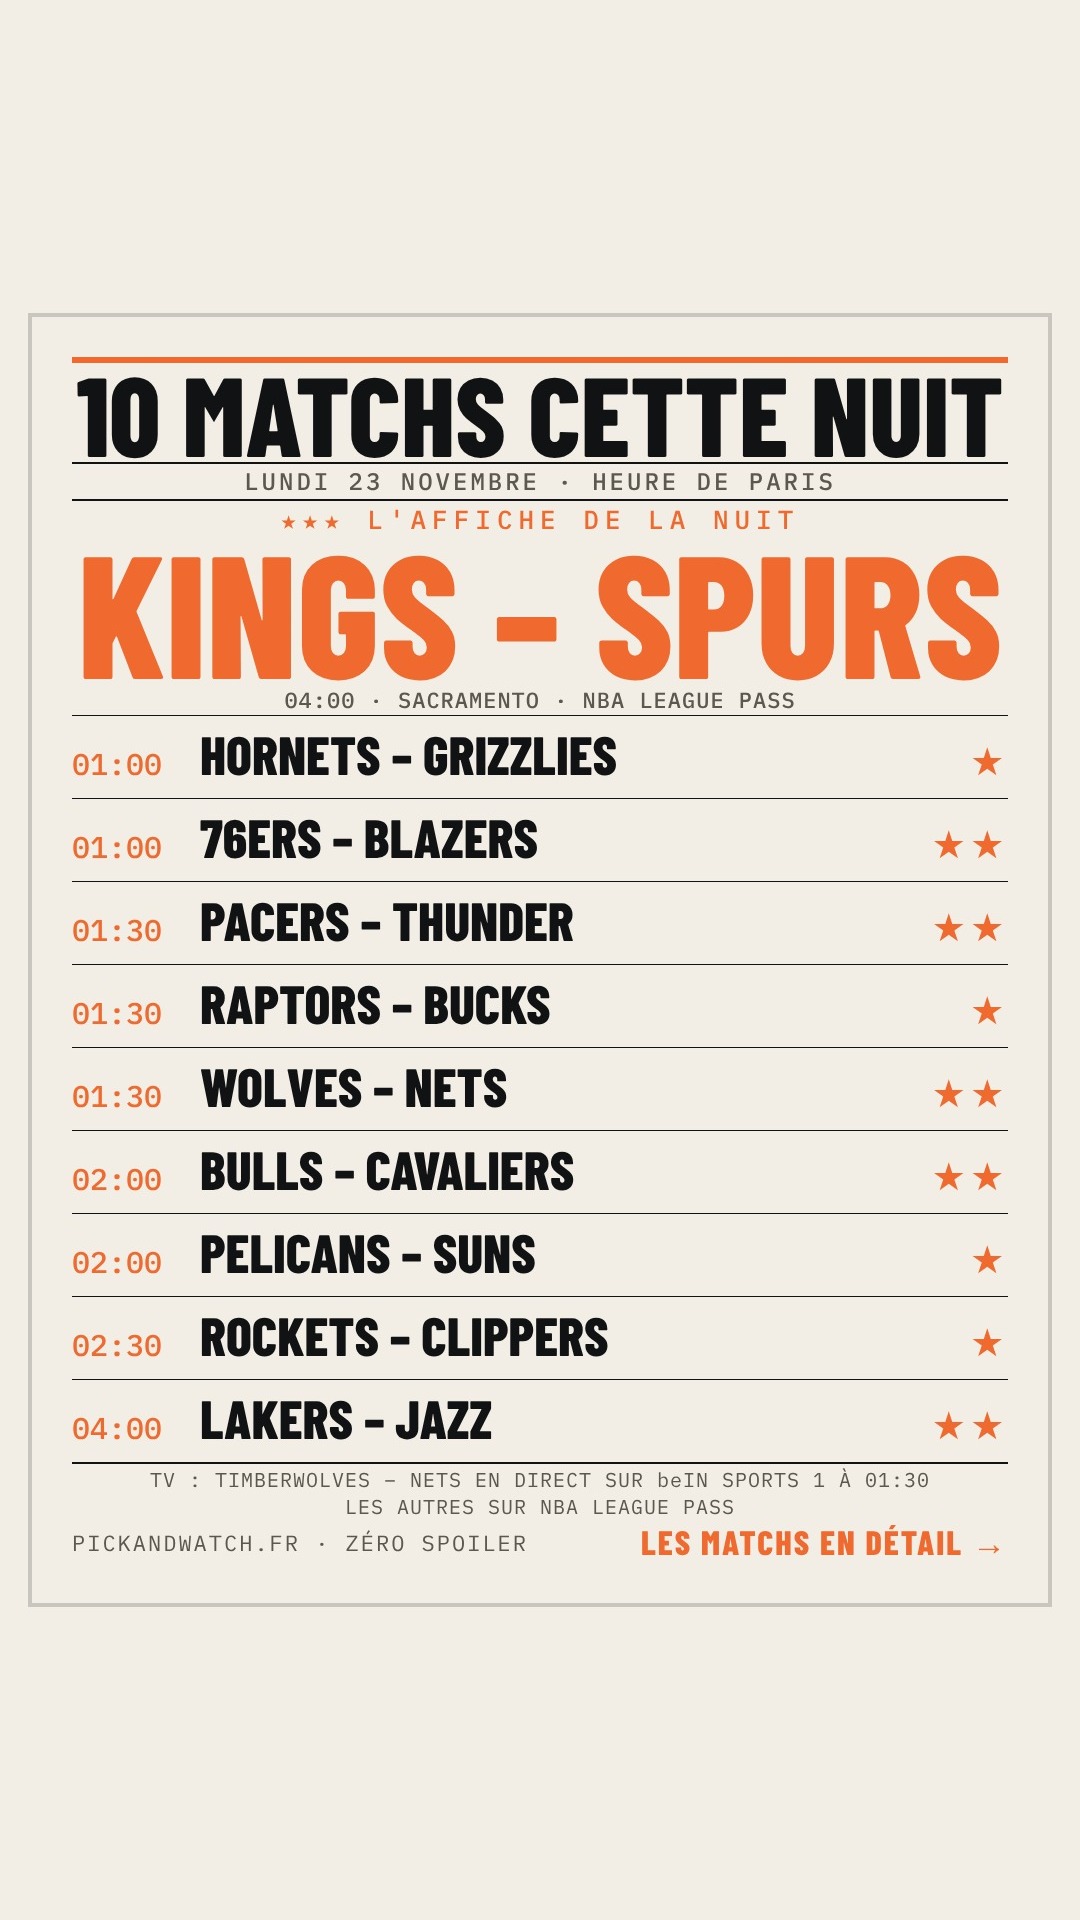 10 MATCHS CETTE NUIT
LUNDI 23 NOVEMBRE · HEURE DE PARIS
★★★ L'AFFICHE DE LA NUIT
KINGS – SPURS
04:00 · SACRAMENTO · NBA LEAGUE PASS
01:00 HORNETS – GRIZZLIES ★
01:00 76ERS – BLAZERS ★★
01:30 PACERS – THUNDER ★★
01:30 RAPTORS – BUCKS ★
01:30 WOLVES – NETS ★★
02:00 BULLS – CAVALIERS ★★
02:00 PELICANS – SUNS ★
02:30 ROCKETS – CLIPPERS ★
04:00 LAKERS – JAZZ ★★
TV : TIMBERWOLVES – NETS EN DIRECT SUR beIN SPORTS 1 À 01:30
LES AUTRES SUR NBA LEAGUE PASS
PICKANDWATCH.FR · ZÉRO SPOILER LES MATCHS EN DÉTAIL →